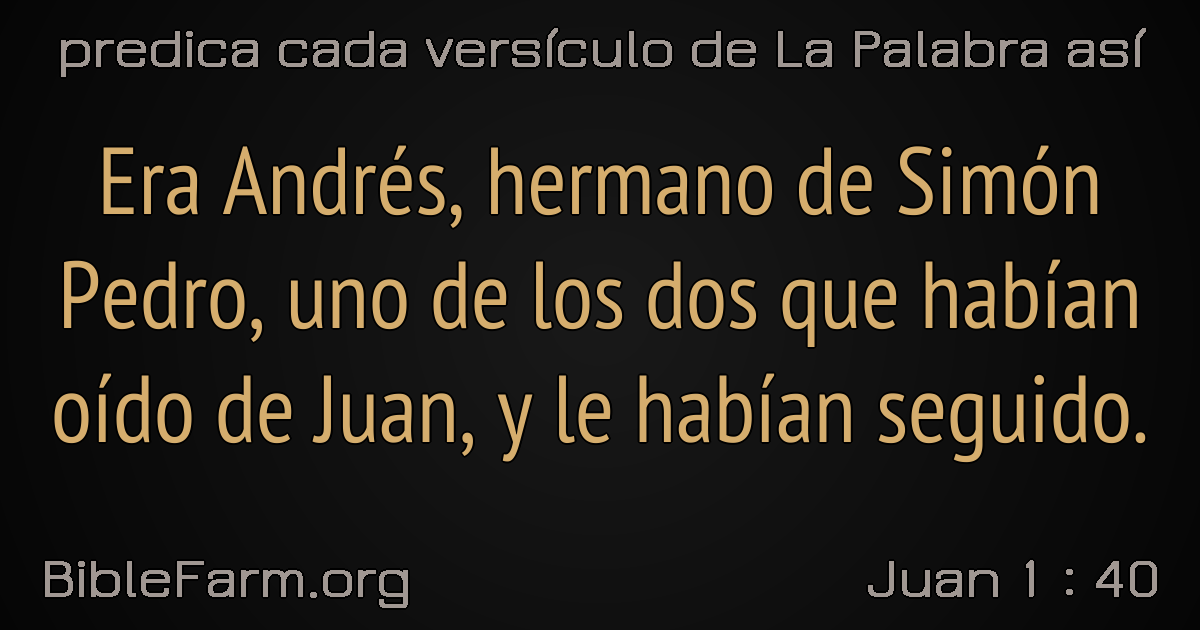 predica cada versículo de La Palabra así
Era Andrés, hermano de Simón
Pedro, uno de los dos que habían
oído de Juan, y le habían seguido.
BibleFarm.org
Juan 1 : 40